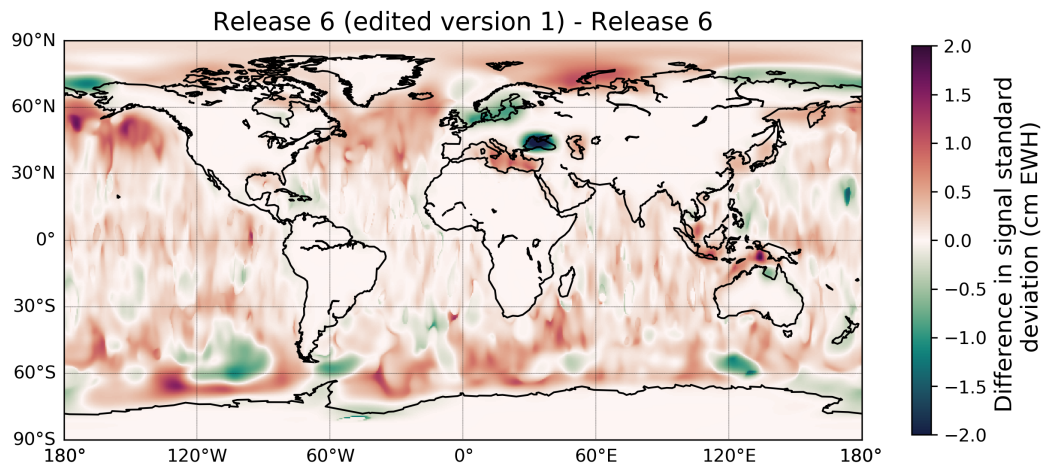 Release 6 (edited version 1) - Release 6
90°N
60°N
30°N
0°
30°S
60°S
90°S
180°
120°W
60°W
0°
60°E
120°E
180°
2.0
1.5
1.0
0.5
0.0
−0.5
−1.0
−1.5
−2.0
Difference in signal standard
deviation (cm EWH)